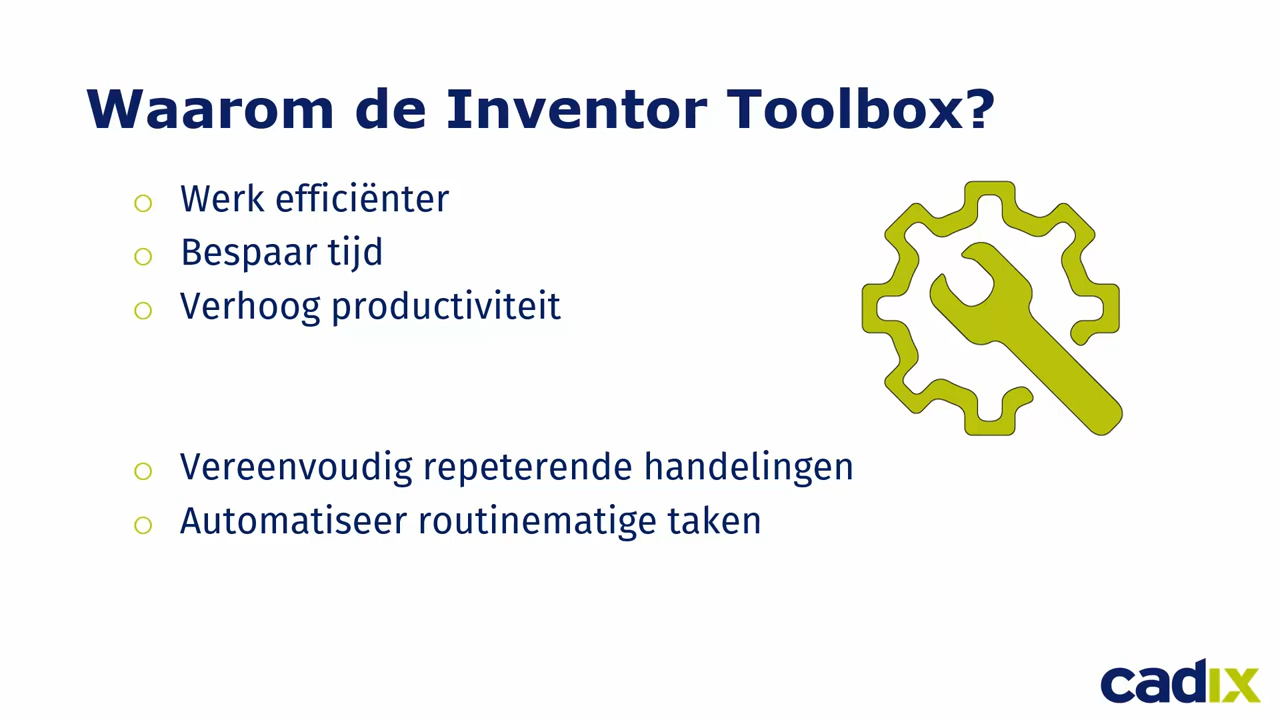 Waarom de Inventor Toolbox?
Werk efficiënter
Bespaar tijd
Verhoog productiviteit
Vereenvoudig repeterende handelingen
Automatiseer routinematige taken
cadix